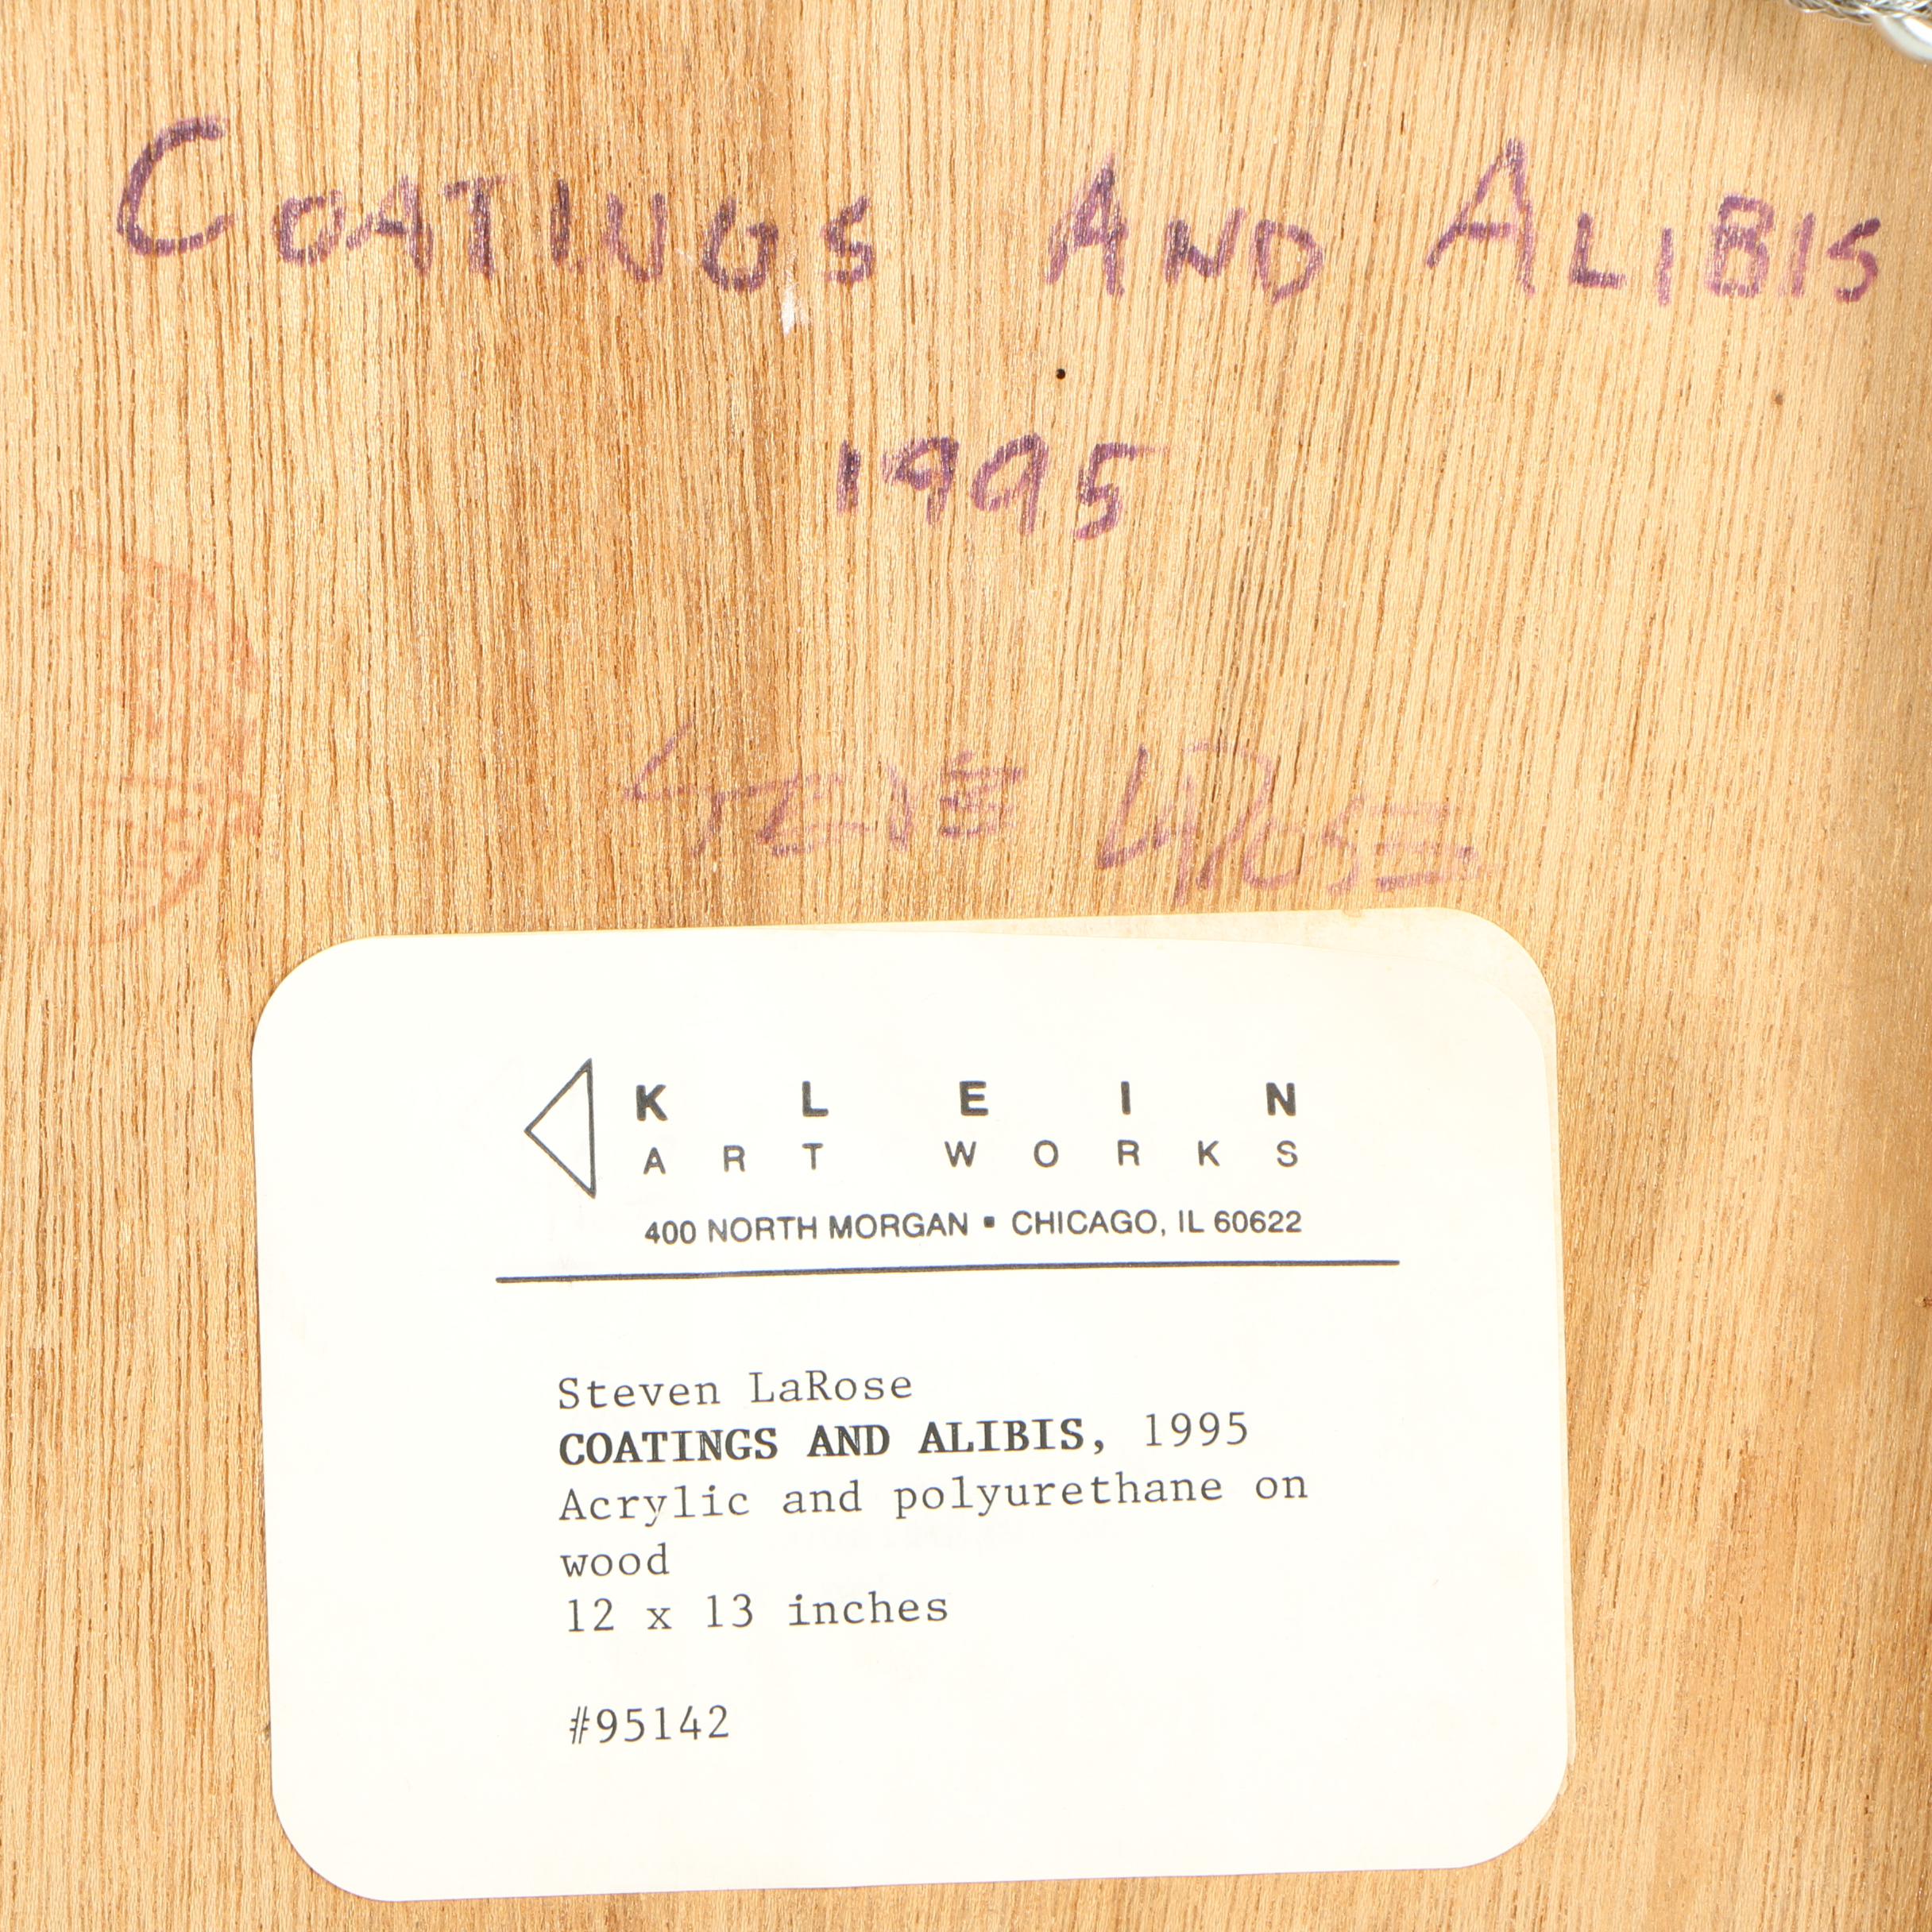 COATINGS AND ALIBIS
1995
STEVE LAROSE
KLEIN
ART WORKS
400 NORTH MORGAN ▪ CHICAGO, IL 60622
Steven LaRose
COATINGS AND ALIBIS, 1995
Acrylic and polyurethane on
wood
12 x 13 inches
#95142